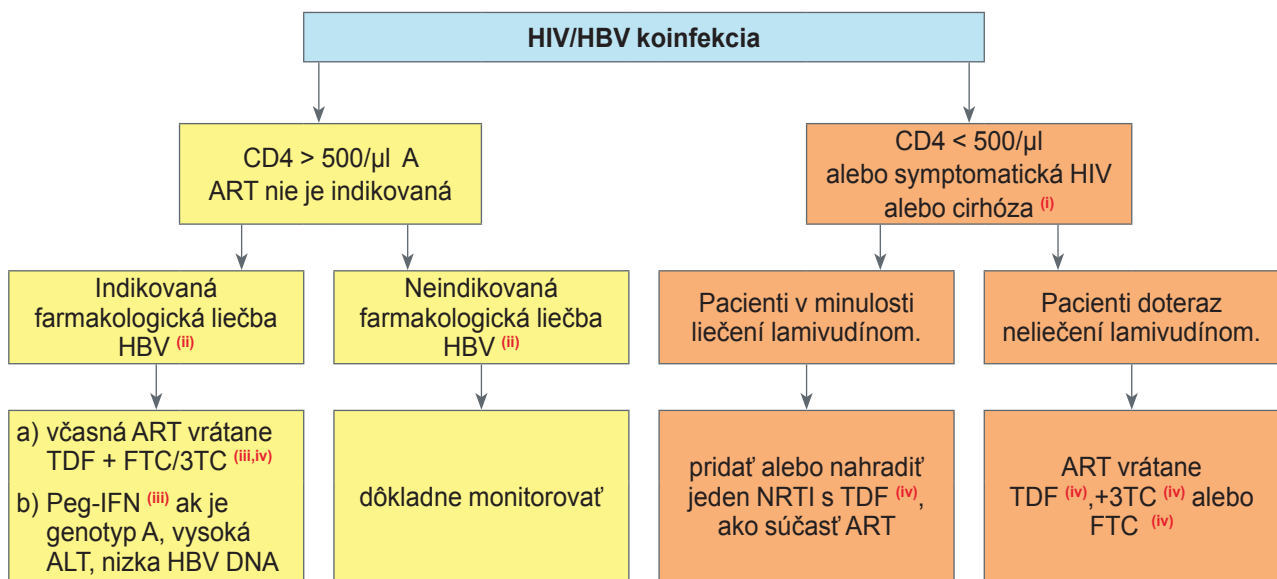 HIV/HBV koinfekcia
CD4 > 500/µl A
ART nie je indikovaná
CD4 < 500/µl
alebo symptomatická HIV
alebo cirhóza (i)
Indikovaná
farmakologická liečba
HBV (ii)
Neindikovaná
farmakologická liečba
HBV (ii)
Pacienti v minulosti
liečení lamivudínom.
Pacienti doteraz
neliečení lamivudínom.
a) včasná ART vrátane
TDF + FTC/3TC (iii,iv)
b) Peg-IFN (iii) ak je
genotyp A, vysoká
ALT, nizka HBV DNA
dôkladne monitorovať
pridať alebo nahradiť
jeden NRTI s TDF (iv),
ako súčasť ART
ART vrátane
TDF (iv),+3TC (iv) alebo
FTC (iv)